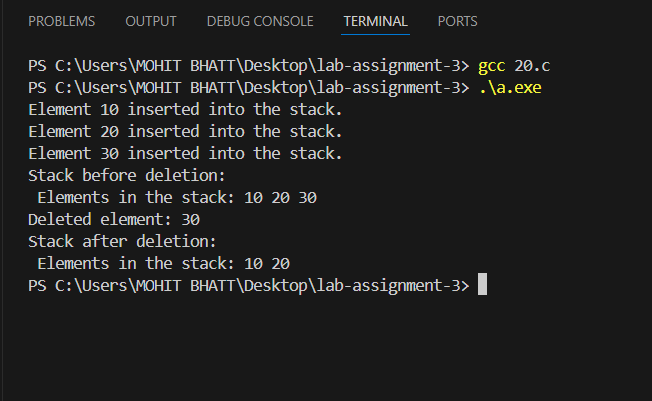 PROBLEMS OUTPUT DEBUG CONSOLE TERMINAL PORTS
PS C:\Users\MOHIT BHATT\Desktop\lab-assignment-3> gcc 20.c
PS C:\Users\MOHIT BHATT\Desktop\lab-assignment-3> .\a.exe
Element 10 inserted into the stack.
Element 20 inserted into the stack.
Element 30 inserted into the stack.
Stack before deletion:
 Elements in the stack: 10 20 30
Deleted element: 30
Stack after deletion:
 Elements in the stack: 10 20
PS C:\Users\MOHIT BHATT\Desktop\lab-assignment-3>